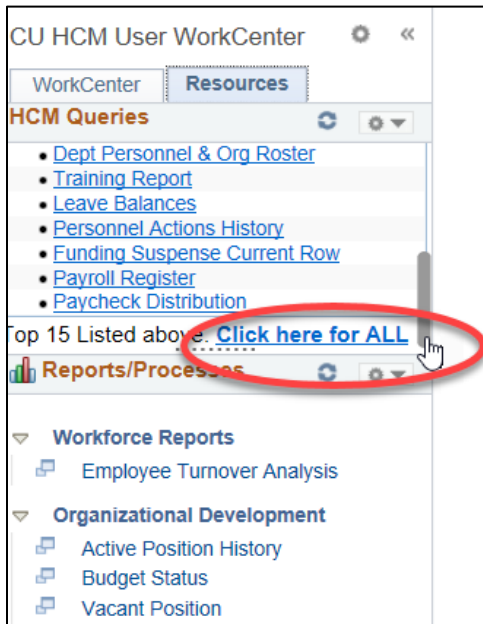 CU HCM User WorkCenter
WorkCenter Resources
HCM Queries
Dept Personnel & Org Roster
Training Report
Leave Balances
Personnel Actions History
Funding Suspense Current Row
Payroll Register
Paycheck Distribution
Top 15 Listed above. Click here for ALL
Reports/Processes
Workforce Reports
Employee Turnover Analysis
Organizational Development
Active Position History
Budget Status
Vacant Position